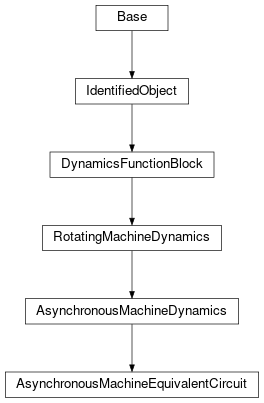 Base
IdentifiedObject
DynamicsFunctionBlock
RotatingMachineDynamics
AsynchronousMachineDynamics
AsynchronousMachineEquivalentCircuit